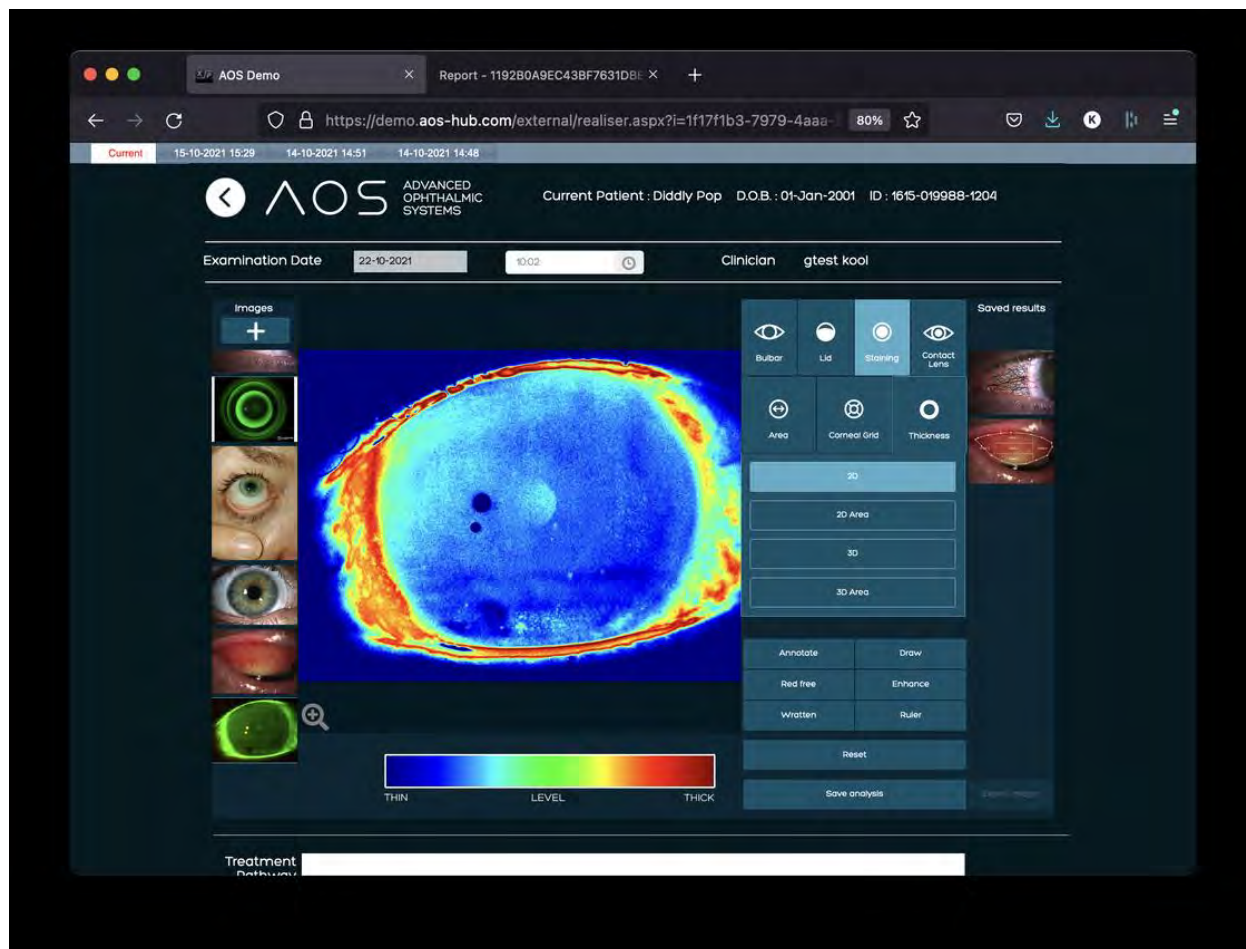 AOS Demo
Report - 1192B0A9EC43BF7631DBE
https://demo.aos-hub.com/external/realiser.aspx?i=1f17f1b3-7979-4aaa-
80%
K
Current 15-10-2021 15:29 14-10-2021 14:51 14-10-2021 14:48
AOS
ADVANCED
OPHTHALMIC
SYSTEMS
Current Patient : Diddly Pop D.O.B. : 01-Jan-2001 ID : 1615-019988-1204
Examination Date 22-10-2021 10:02 Clinician gtest kool
Images
Saved results
Bulbar Lid Staining Contact
Lens
Area Corneal Grid Thickness
2D
2D Area
3D
3D Area
Annotate Draw
Red free Enhance
Wratten Ruler
Reset
Save analysis
THIN LEVEL THICK
Treatment
Pathway